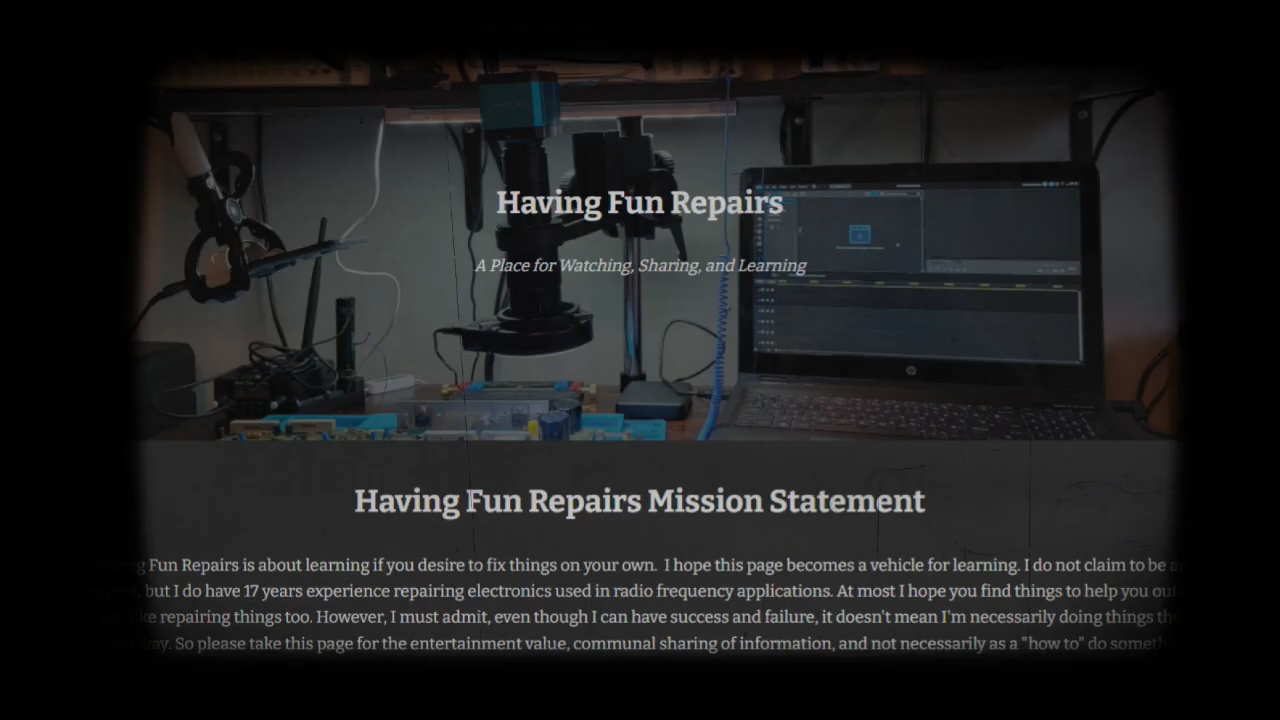 Having Fun Repairs
A Place for Watching, Sharing, and Learning
Having Fun Repairs Mission Statement
Fun Repairs is about learning if you desire to fix things on your own. I hope this page becomes a vehicle for learning. I do not claim to be
but I do have 17 years experience repairing electronics used in radio frequency applications. At most I hope you find things to help you out
repairing things too. However, I must admit, even though I can have success and failure, it doesn't mean I'm necessarily doing things
way. So please take this page for the entertainment value, communal sharing of information, and not necessarily as a "how to" do